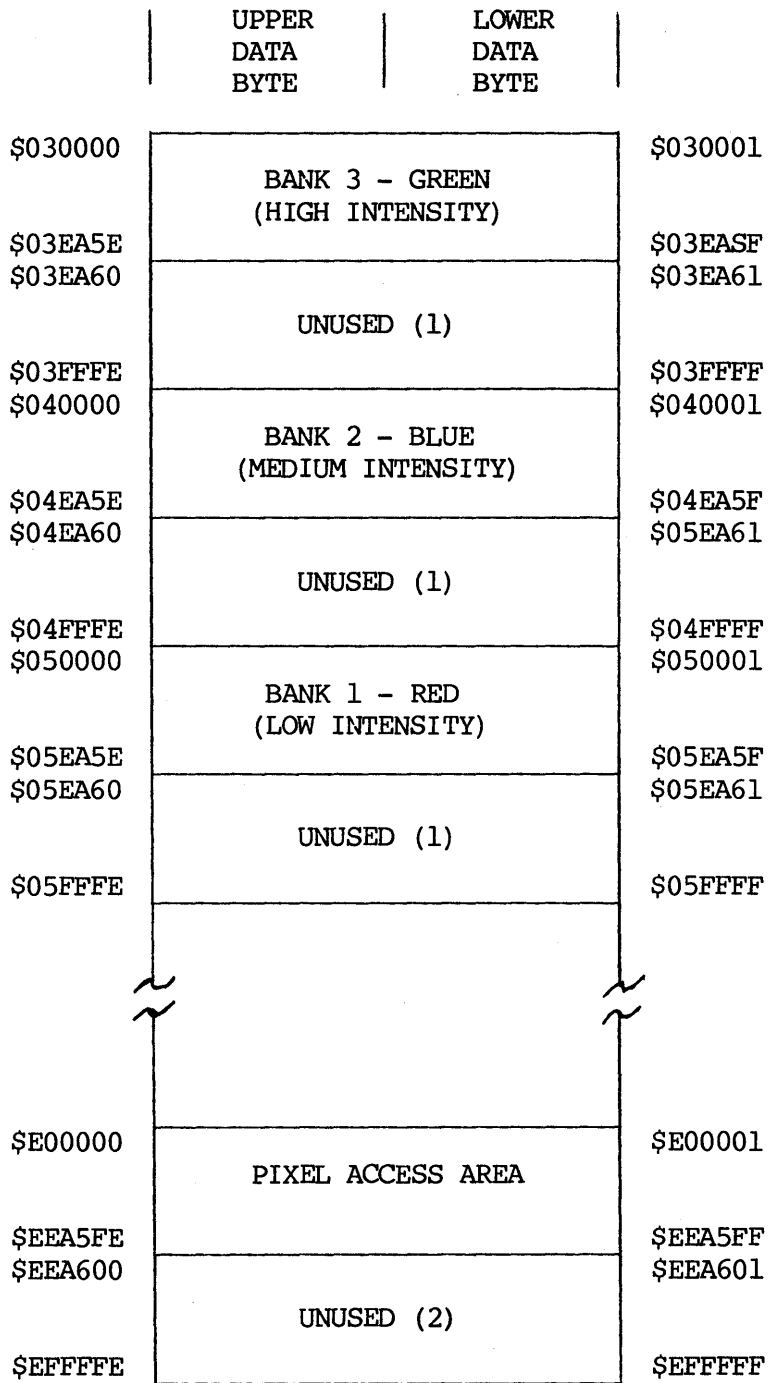 UPPER LOWER
DATA DATA
BYTE BYTE
$030000 $030001
BANK 3 - GREEN
(HIGH INTENSITY)
$03EA5E $03EASF
$03EA60 $03EA61
UNUSED (1)
$03FFFE $03FFFF
$040000 $040001
BANK 2 - BLUE
(MEDIUM INTENSITY)
$04EA5E $04EA5F
$04EA60 $05EA61
UNUSED (1)
$04FFFE $04FFFF
$050000 $050001
BANK 1 - RED
(LOW INTENSITY)
$05EA5E $05EA5F
$05EA60 $05EA61
UNUSED (1)
$05FFFE $05FFFF
$E00000 $E00001
PIXEL ACCESS AREA
$EEA5FE $EEA5FF
$EEA600 $EEA601
UNUSED (2)
$EFFFFE $EFFFFF